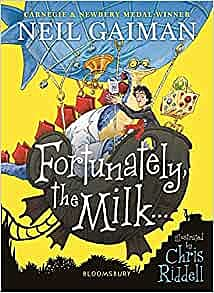 CARNEGIE & NEWBERY MEDAL WINNER
NEIL GAIMAN
Fortunately,
the Milk...
illustrated by
Chris
Riddell
BLOOMSBURY